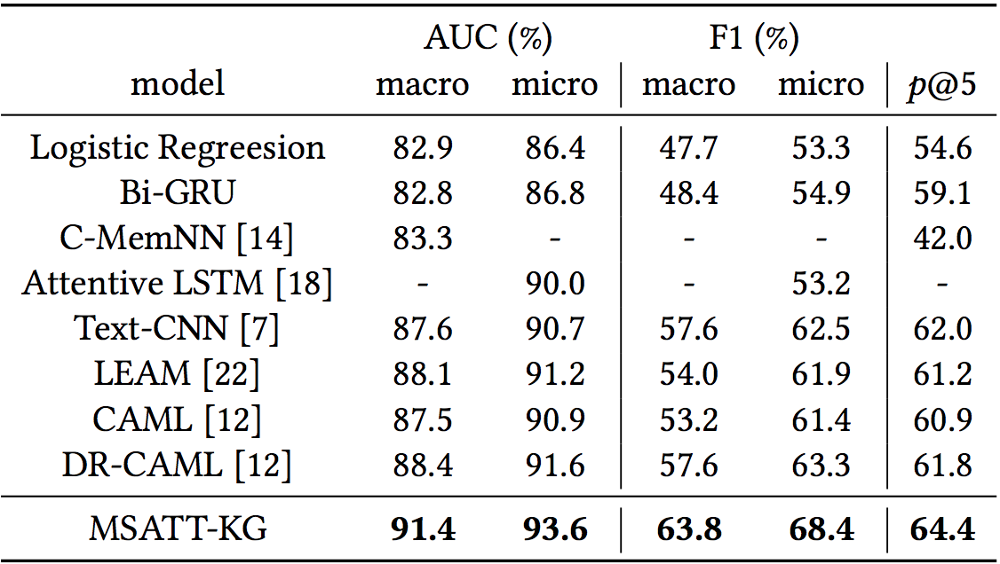 AUC (%) F1 (%)
model macro micro macro micro p@5
Logistic Regreesion 82.9 86.4 47.7 53.3 54.6
Bi-GRU 82.8 86.8 48.4 54.9 59.1
C-MemNN [14] 83.3 - - - 42.0
Attentive LSTM [18] - 90.0 - 53.2 -
Text-CNN [7] 87.6 90.7 57.6 62.5 62.0
LEAM [22] 88.1 91.2 54.0 61.9 61.2
CAML [12] 87.5 90.9 53.2 61.4 60.9
DR-CAML [12] 88.4 91.6 57.6 63.3 61.8
MSATT-KG 91.4 93.6 63.8 68.4 64.4